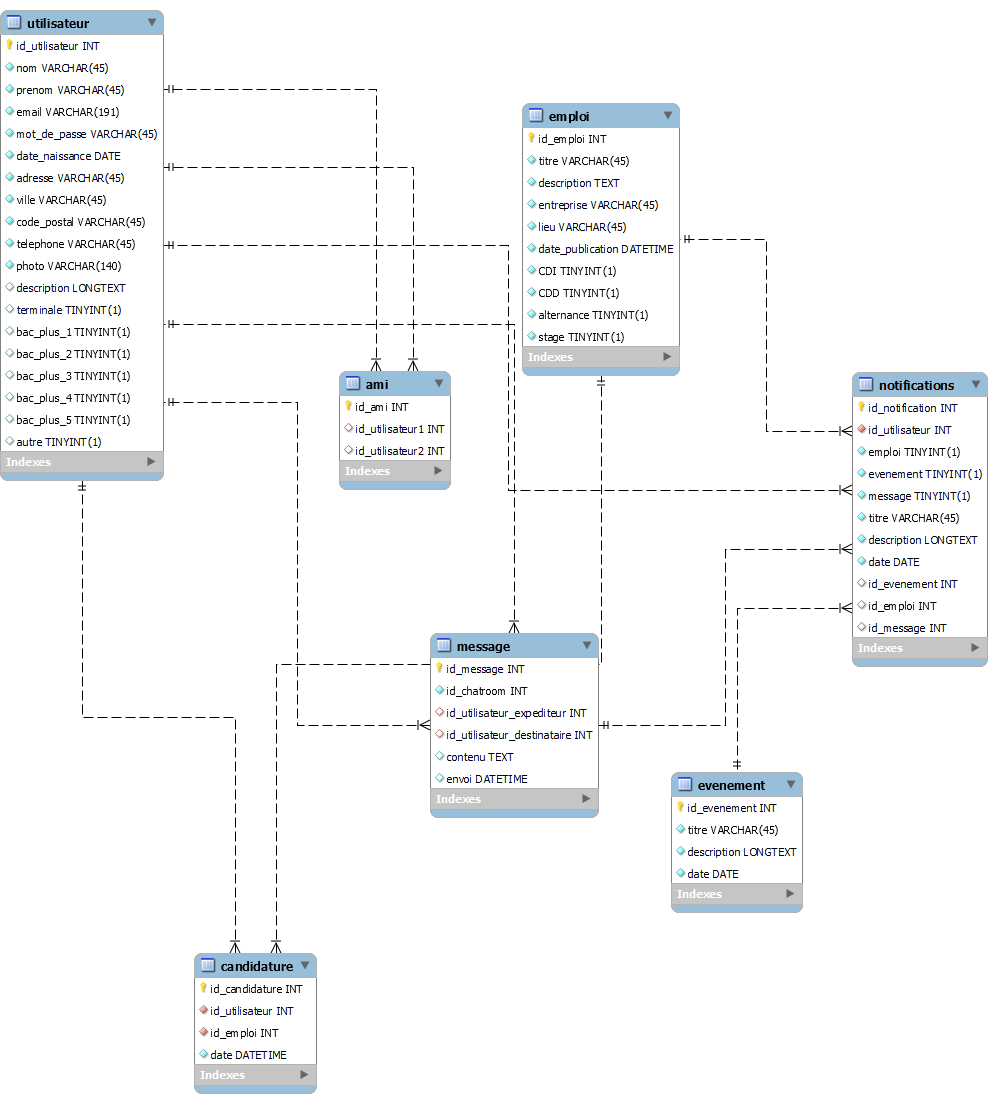 utilisateur
id_utilisateur INT
nom VARCHAR(45)
prenom VARCHAR(45)
email VARCHAR(191)
mot_de_passe VARCHAR(45)
date_naissance DATE
adresse VARCHAR(45)
ville VARCHAR(45)
code_postal VARCHAR(45)
telephone VARCHAR(45)
photo VARCHAR(140)
description LONGTEXT
terminale TINYINT(1)
bac_plus_1 TINYINT(1)
bac_plus_2 TINYINT(1)
bac_plus_3 TINYINT(1)
bac_plus_4 TINYINT(1)
bac_plus_5 TINYINT(1)
autre TINYINT(1)
Indexes
emploi
id_emploi INT
titre VARCHAR(45)
description TEXT
entreprise VARCHAR(45)
lieu VARCHAR(45)
date_publication DATETIME
CDI TINYINT(1)
CDD TINYINT(1)
alternance TINYINT(1)
stage TINYINT(1)
Indexes
ami
id_ami INT
id_utilisateur1 INT
id_utilisateur2 INT
Indexes
notifications
id_notification INT
id_utilisateur INT
emploi TINYINT(1)
evenement TINYINT(1)
message TINYINT(1)
titre VARCHAR(45)
description LONGTEXT
date DATE
id_evenement INT
id_emploi INT
id_message INT
Indexes
message
id_message INT
id_chatroom INT
id_utilisateur_expediteur INT
id_utilisateur_destinataire INT
contenu TEXT
envoi DATETIME
Indexes
evenement
id_evenement INT
titre VARCHAR(45)
description LONGTEXT
date DATE
Indexes
candidature
id_candidature INT
id_utilisateur INT
id_emploi INT
date DATETIME
Indexes